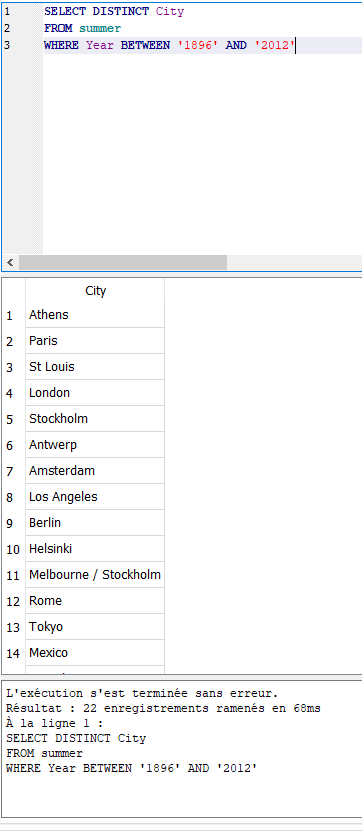 1 SELECT DISTINCT City
2 FROM summer
3 WHERE Year BETWEEN '1896' AND '2012'
City
1 Athens
2 Paris
3 St Louis
4 London
5 Stockholm
6 Antwerp
7 Amsterdam
8 Los Angeles
9 Berlin
10 Helsinki
11 Melbourne / Stockholm
12 Rome
13 Tokyo
14 Mexico
L'exécution s'est terminée sans erreur.
Résultat : 22 enregistrements ramenés en 68ms
À la ligne 1 :
SELECT DISTINCT City
FROM summer
WHERE Year BETWEEN '1896' AND '2012'